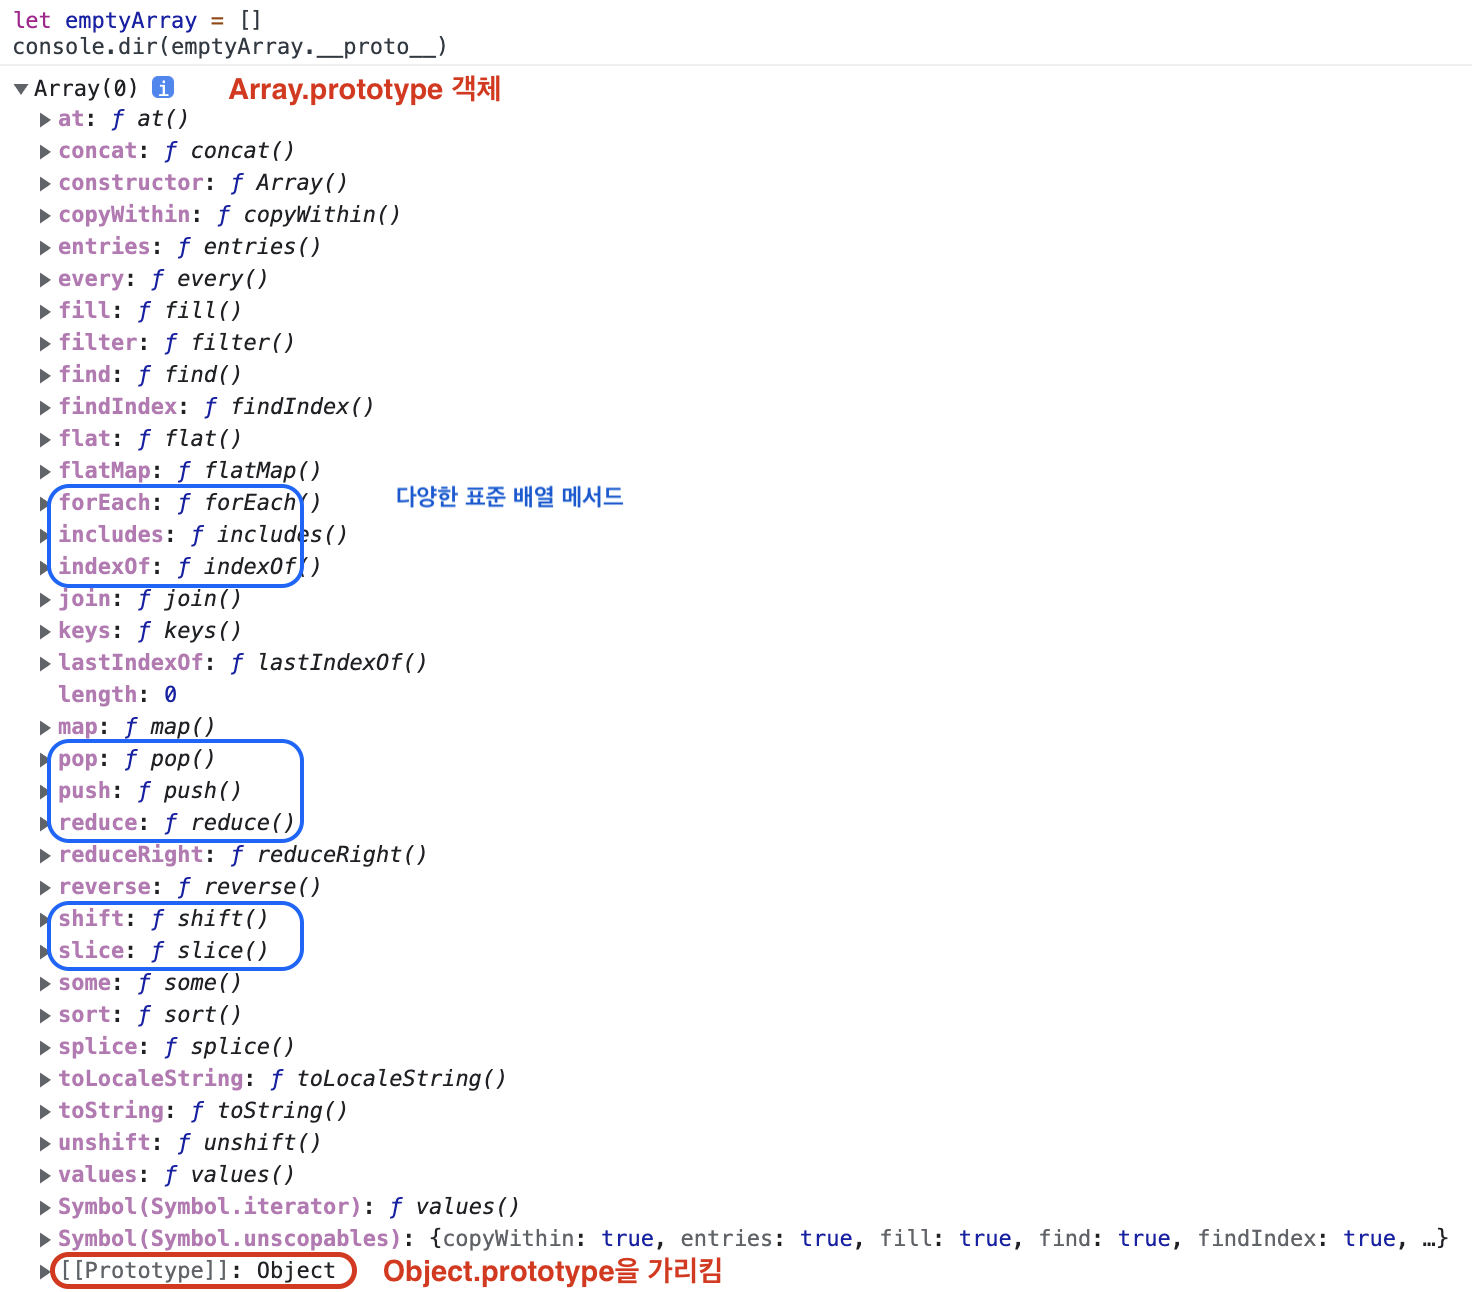 let emptyArray = []
console.dir(emptyArray.__proto__)
▼Array(0) i Array.prototype 객체
▶at: ƒ at()
▶concat: ƒ concat()
▶constructor: ƒ Array()
▶copyWithin: ƒ copyWithin()
▶entries: ƒ entries()
▶every: ƒ every()
▶fill: ƒ fill()
▶filter: ƒ filter()
▶find: ƒ find()
▶findIndex: ƒ findIndex()
▶flat: ƒ flat()
▶flatMap: ƒ flatMap()
▶forEach: ƒ forEach() 다양한 표준 배열 메서드
▶includes: ƒ includes()
▶indexOf: ƒ indexOf()
▶join: ƒ join()
▶keys: ƒ keys()
▶lastIndexOf: ƒ lastIndexOf()
length: 0
▶map: ƒ map()
▶pop: ƒ pop()
▶push: ƒ push()
▶reduce: ƒ reduce()
▶reduceRight: ƒ reduceRight()
▶reverse: ƒ reverse()
▶shift: ƒ shift()
▶slice: ƒ slice()
▶some: ƒ some()
▶sort: ƒ sort()
▶splice: ƒ splice()
▶toLocaleString: ƒ toLocaleString()
▶toString: ƒ toString()
▶unshift: ƒ unshift()
▶values: ƒ values()
▶Symbol(Symbol.iterator): ƒ values()
▶Symbol(Symbol.unscopables): {copyWithin: true, entries: true, fill: true, find: true, findIndex: true, …}
▶[[Prototype]]: Object Object.prototype을 가리킴